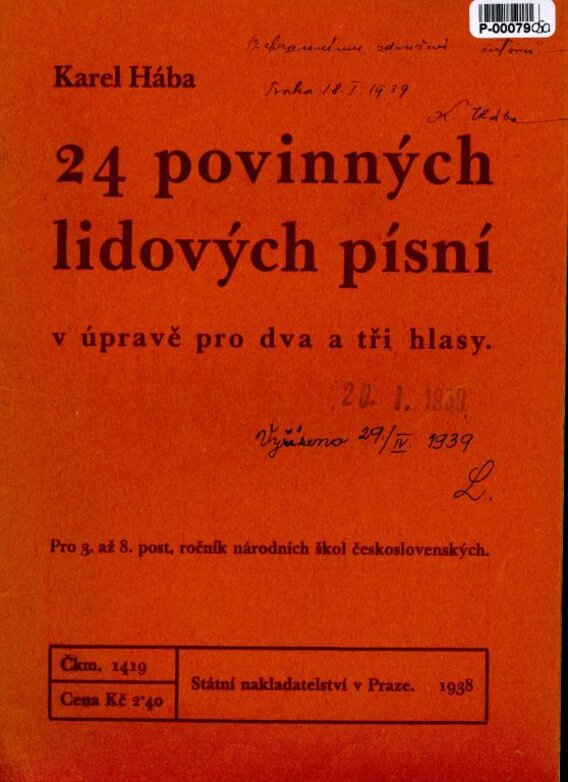 P-00079
Karel Hába
Praha 18. I. 1939
K Hába
24 povinných
lidových písní
v úpravě pro dva a tři hlasy.
20. I. 1939
Vyřízeno 29/IV. 1939
L.
Pro 3. až 8. post. ročník národních škol československých.
Čkm. 1419
Cena Kč 2·40
Státní nakladatelství v Praze. 1938